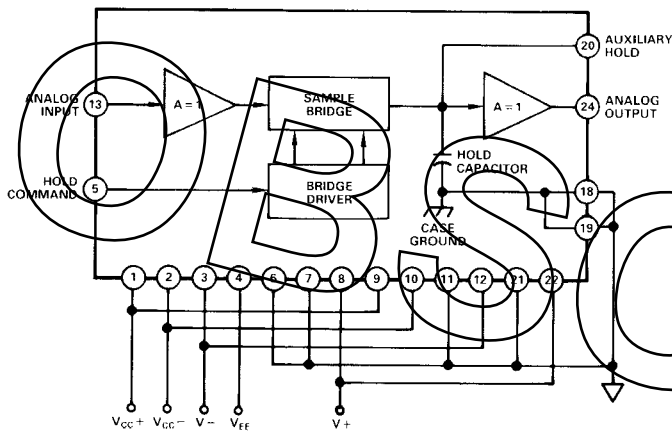 20
AUXILIARY
HOLD
ANALOG
INPUT
13
A = 1
SAMPLE
BRIDGE
A = 1
24
ANALOG
OUTPUT
HOLD
COMMAND
5
BRIDGE
DRIVER
HOLD
CAPACITOR
CASE
GROUND
18
19
1 2 3 4 6 7 8 9 10 11 12 21 22
VCC+ VCC- V- VEE V+
OBSO